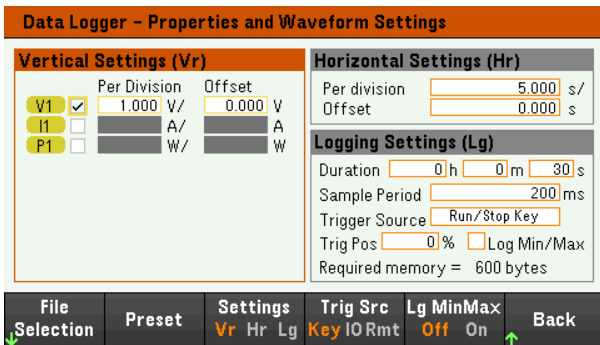 Data Logger – Properties and Waveform Settings
Vertical Settings (Vr)
Per Division Offset
V1 1.000 V/ 0.000 V
I1 A/ A
P1 W/ W
Horizontal Settings (Hr)
Per division 5.000 s/
Offset 0.000 s
Logging Settings (Lg)
Duration 0 h 0 m 30 s
Sample Period 200 ms
Trigger Source Run/Stop Key
Trig Pos 0 % Log Min/Max
Required memory = 600 bytes
File Selection
Preset
Settings
Vr Hr Lg
Trig Src
Key IO Rmt
Lg MinMax
Off On
Back